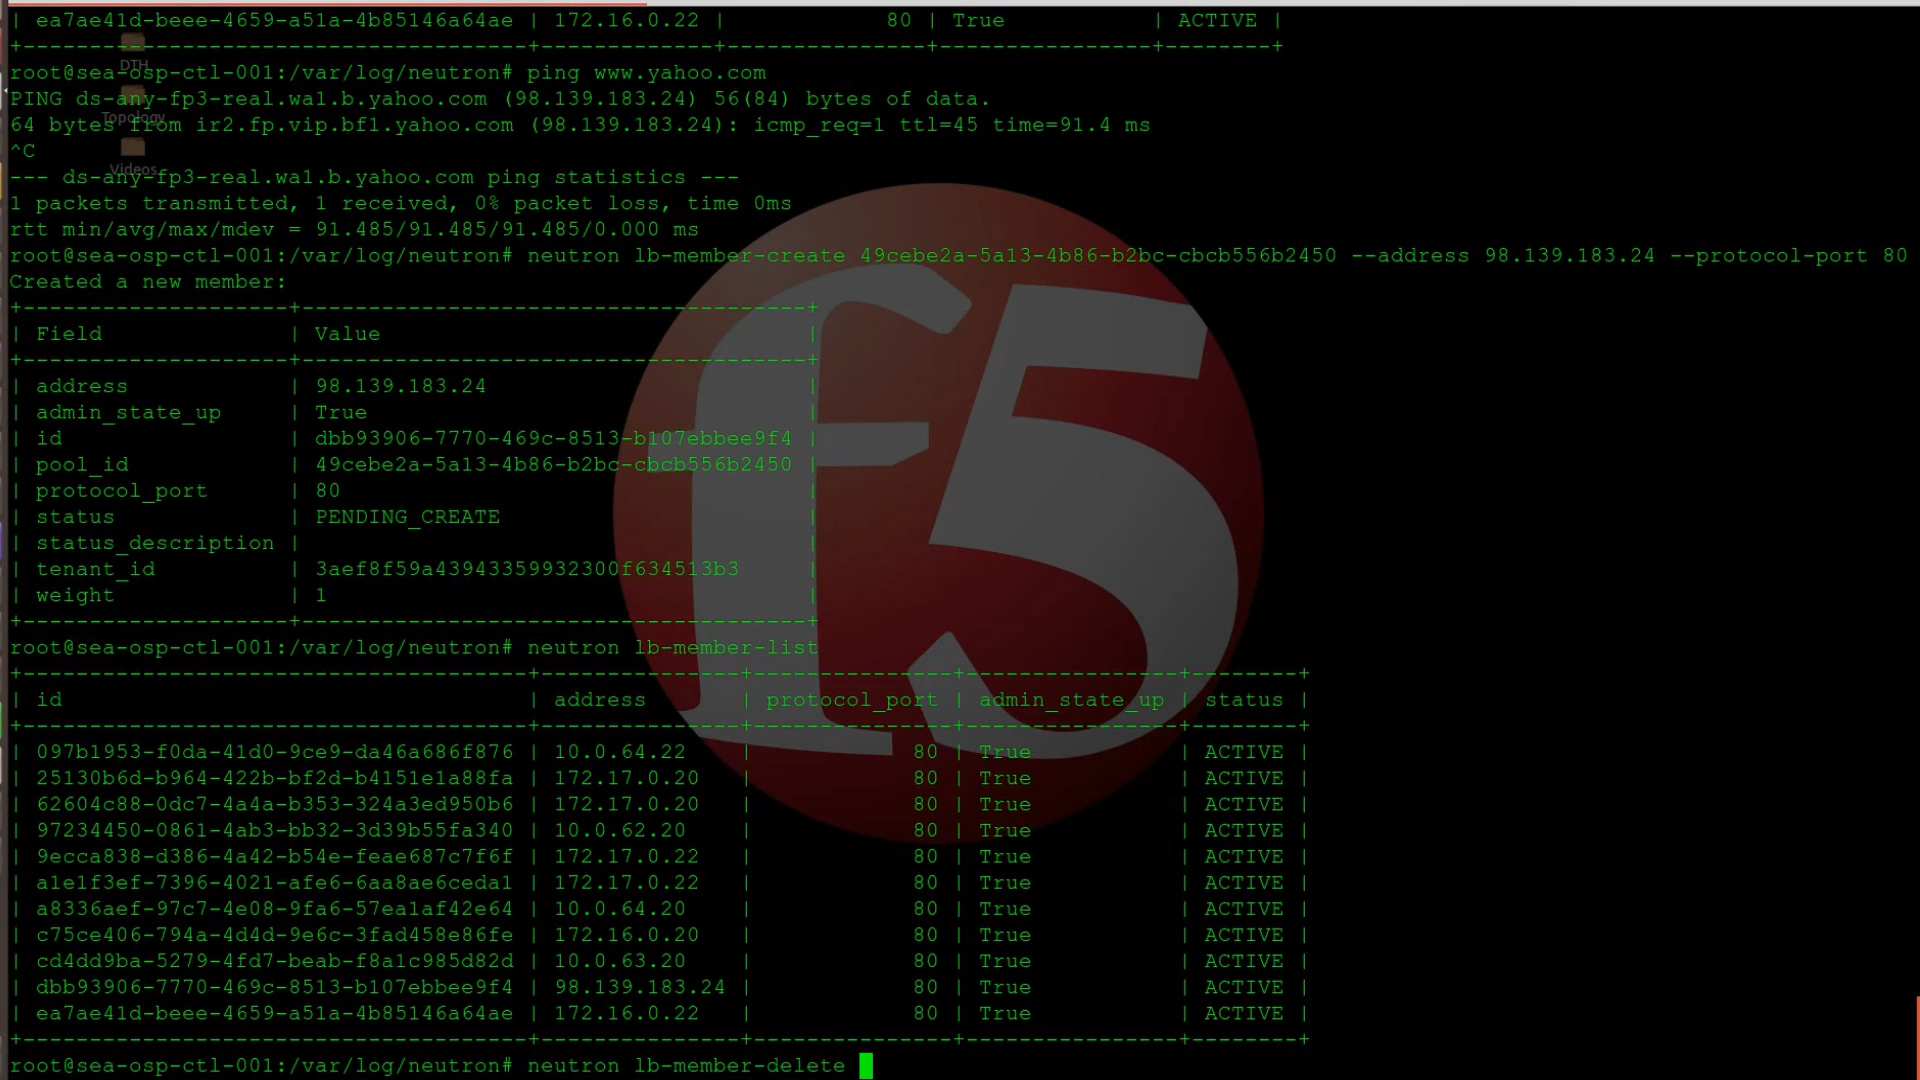 | ea7ae41d-beee-4659-a51a-4b85146a64ae | 172.16.0.22 |            80 | True           | ACTIVE |
+--------------------------------------+-------------+---------------+----------------+--------+
root@sea-osp-ctl-001:/var/log/neutron# ping www.yahoo.com
PING ds-any-fp3-real.wa1.b.yahoo.com (98.139.183.24) 56(84) bytes of data.
64 bytes from ir2.fp.vip.bf1.yahoo.com (98.139.183.24): icmp_req=1 ttl=45 time=91.4 ms
^C
--- ds-any-fp3-real.wa1.b.yahoo.com ping statistics ---
1 packets transmitted, 1 received, 0% packet loss, time 0ms
rtt min/avg/max/mdev = 91.485/91.485/91.485/0.000 ms
root@sea-osp-ctl-001:/var/log/neutron# neutron lb-member-create 49cebe2a-5a13-4b86-b2bc-cbcb556b2450 --address 98.139.183.24 --protocol-port 80
Created a new member:
+--------------------+--------------------------------------+
| Field              | Value                                |
+--------------------+--------------------------------------+
| address            | 98.139.183.24                        |
| admin_state_up     | True                                 |
| id                 | dbb93906-7770-469c-8513-b107ebbee9f4 |
| pool_id            | 49cebe2a-5a13-4b86-b2bc-cbcb556b2450 |
| protocol_port      | 80                                   |
| status             | PENDING_CREATE                       |
| status_description |                                      |
| tenant_id          | 3aef8f59a43943359932300f634513b3     |
| weight             | 1                                    |
+--------------------+--------------------------------------+
root@sea-osp-ctl-001:/var/log/neutron# neutron lb-member-list
+--------------------------------------+---------------+---------------+----------------+--------+
| id                                   | address       | protocol_port | admin_state_up | status |
+--------------------------------------+---------------+---------------+----------------+--------+
| 097b1953-f0da-41d0-9ce9-da46a686f876 | 10.0.64.22    |            80 | True           | ACTIVE |
| 25130b6d-b964-422b-bf2d-b4151e1a88fa | 172.17.0.20   |            80 | True           | ACTIVE |
| 62604c88-0dc7-4a4a-b353-324a3ed950b6 | 172.17.0.20   |            80 | True           | ACTIVE |
| 97234450-0861-4ab3-bb32-3d39b55fa340 | 10.0.62.20    |            80 | True           | ACTIVE |
| 9ecca838-d386-4a42-b54e-feae687c7f6f | 172.17.0.22   |            80 | True           | ACTIVE |
| a1e1f3ef-7396-4021-afe6-6aa8ae6ceda1 | 172.17.0.22   |            80 | True           | ACTIVE |
| a8336aef-97c7-4e08-9fa6-57ea1af42e64 | 10.0.64.20    |            80 | True           | ACTIVE |
| c75ce406-794a-4d4d-9e6c-3fad458e86fe | 172.16.0.20   |            80 | True           | ACTIVE |
| cd4dd9ba-5279-4fd7-beab-f8a1c985d82d | 10.0.63.20    |            80 | True           | ACTIVE |
| dbb93906-7770-469c-8513-b107ebbee9f4 | 98.139.183.24 |            80 | True           | ACTIVE |
| ea7ae41d-beee-4659-a51a-4b85146a64ae | 172.16.0.22   |            80 | True           | ACTIVE |
+--------------------------------------+---------------+---------------+----------------+--------+
root@sea-osp-ctl-001:/var/log/neutron# neutron lb-member-delete
DTH
Topology
Videos
f5